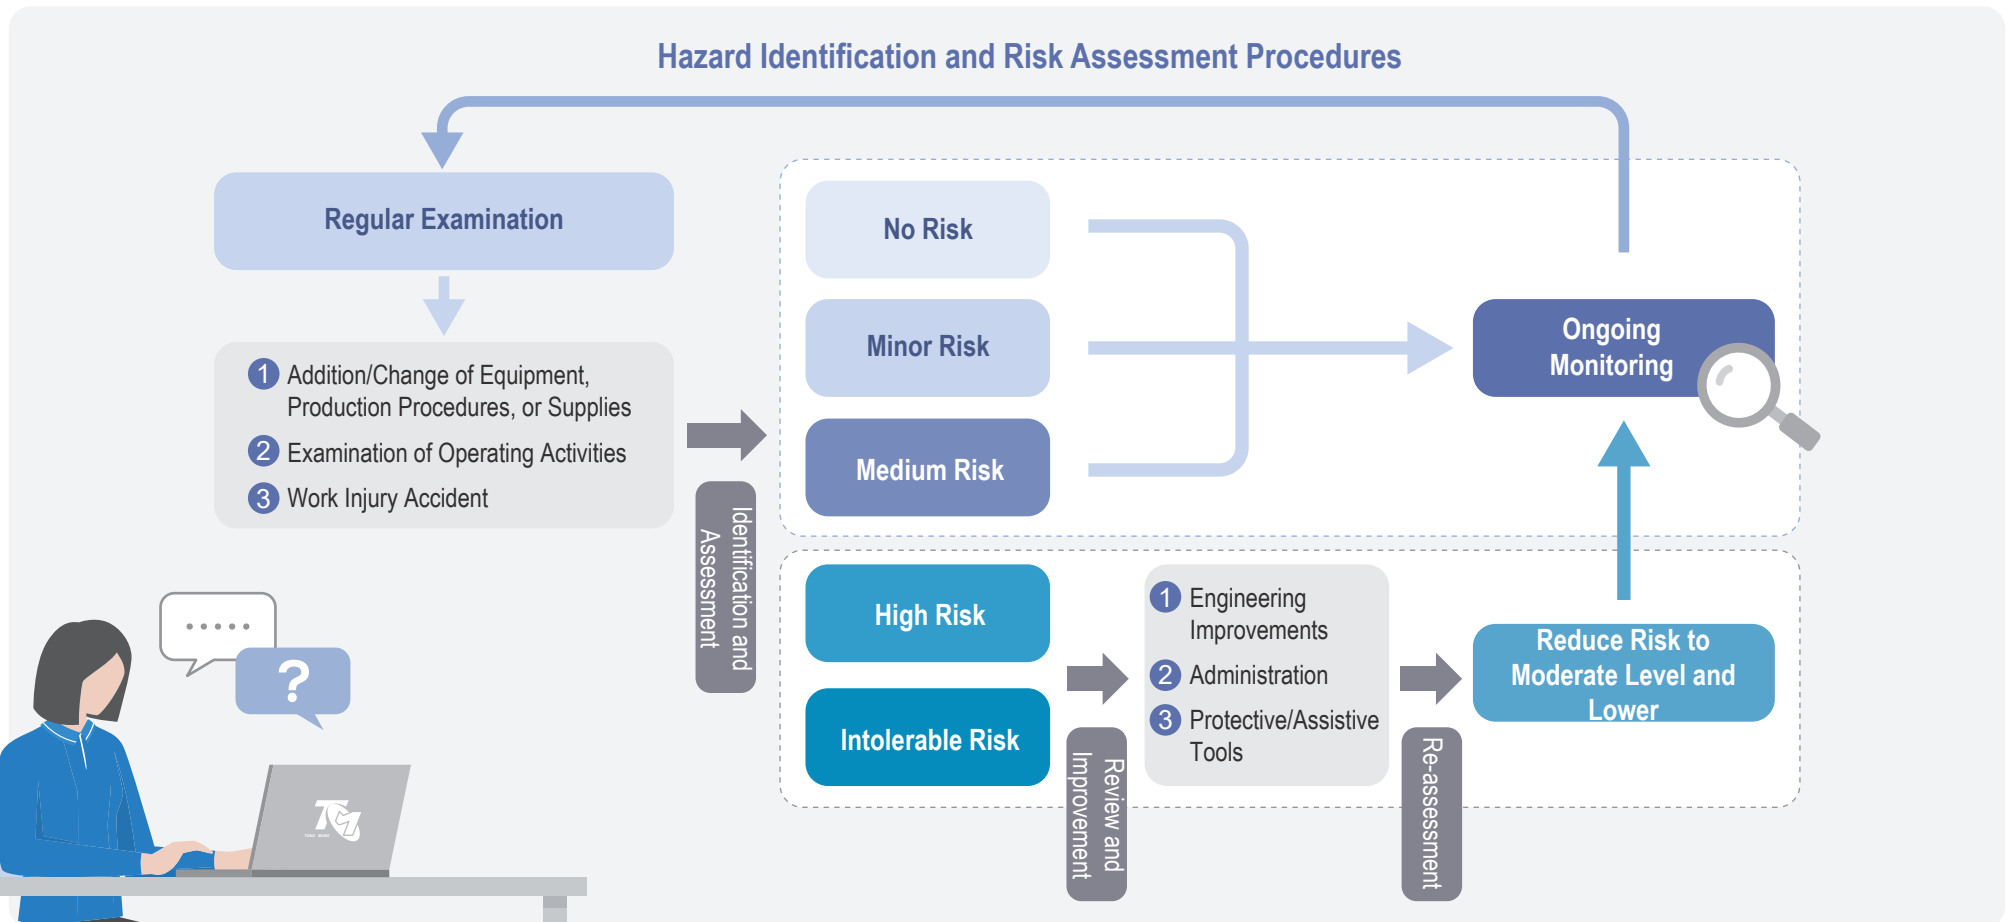 Hazard Identification and Risk Assessment Procedures
Regular Examination
1 Addition/Change of Equipment,
Production Procedures, or Supplies
2 Examination of Operating Activities
3 Work Injury Accident
Identification and
Assessment
No Risk
Minor Risk
Medium Risk
Ongoing
Monitoring
High Risk
Intolerable Risk
Review and
Improvement
1 Engineering
Improvements
2 Administration
3 Protective/Assistive
Tools
Re-assessment
Reduce Risk to
Moderate Level and
Lower
.....
?